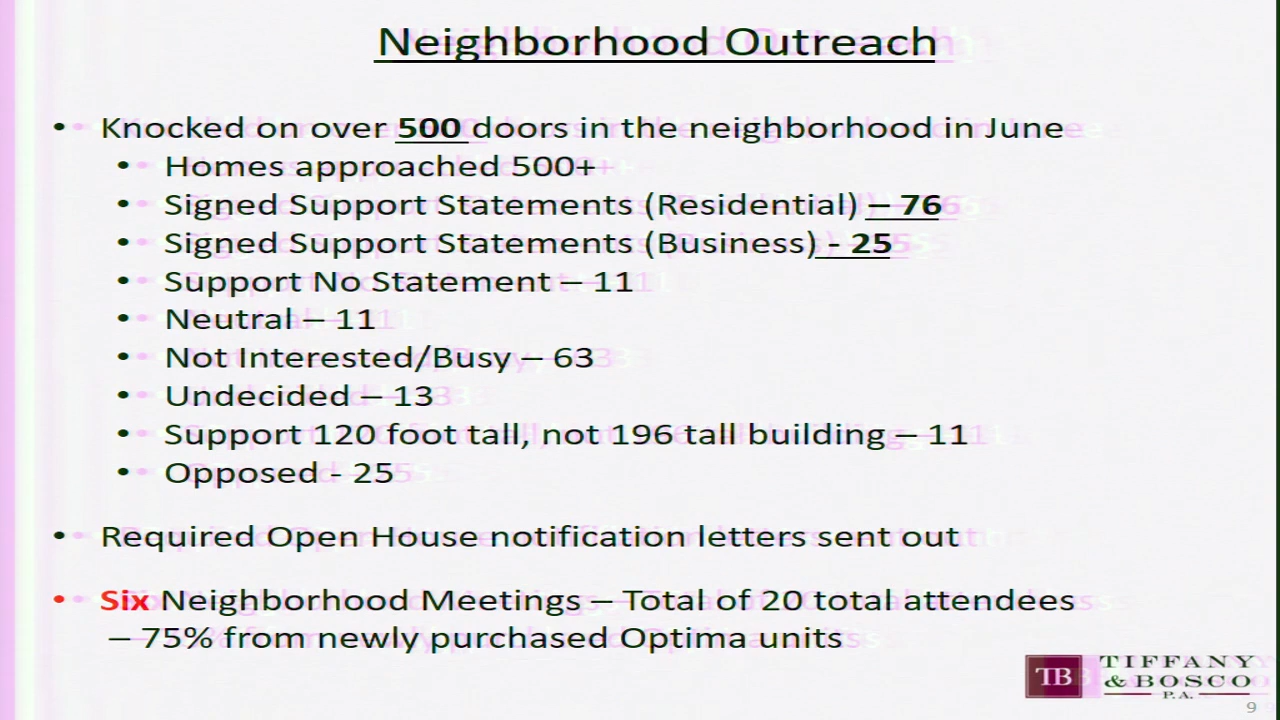 Neighborhood Outreach
• Knocked on over 500 doors in the neighborhood in June
• Homes approached 500+
• Signed Support Statements (Residential) – 76
• Signed Support Statements (Business) - 25
• Support No Statement – 11
• Neutral – 11
• Not Interested/Busy – 63
• Undecided – 13
• Support 120 foot tall, not 196 tall building – 11
• Opposed - 25
• Required Open House notification letters sent out
• Six Neighborhood Meetings – Total of 20 total attendees
– 75% from newly purchased Optima units
TB TIFFANY
& BOSCO
P.A.
9